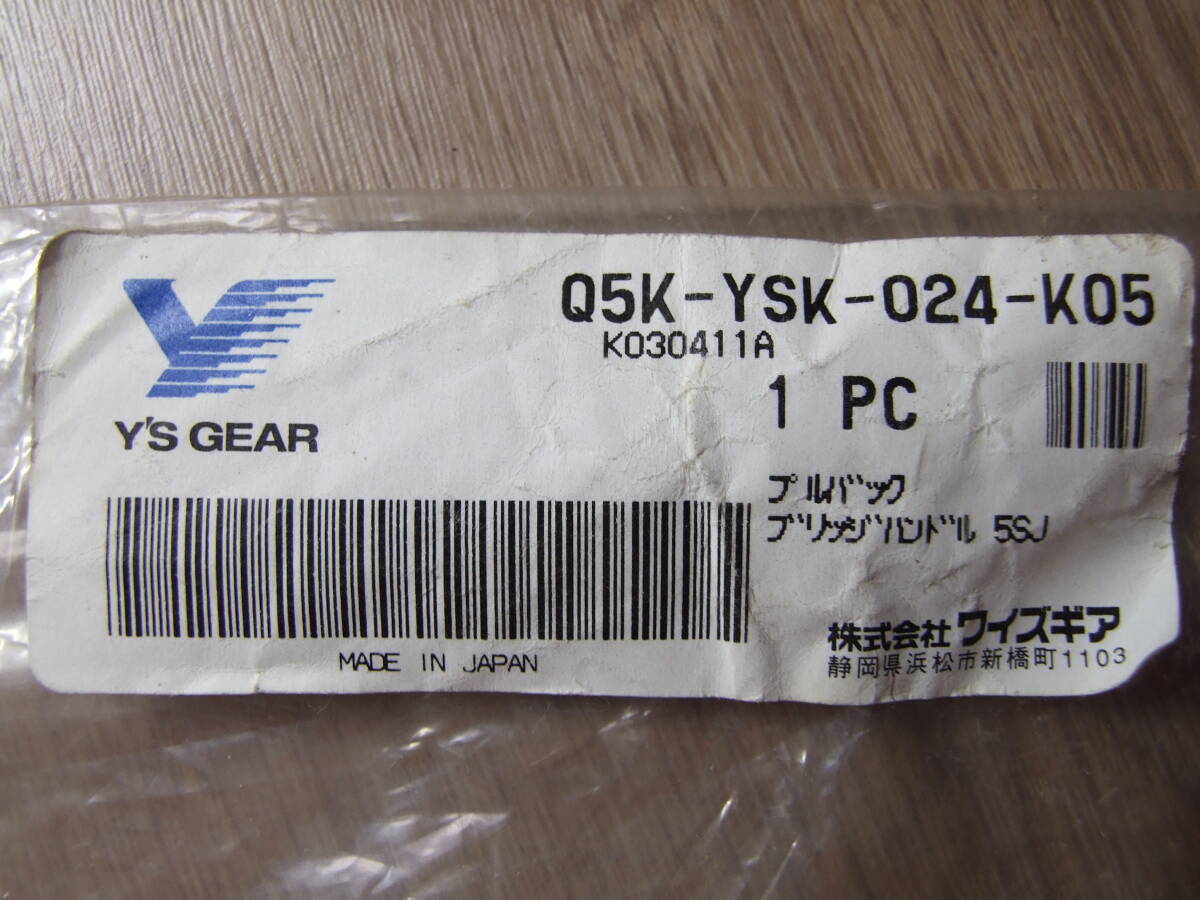 Q5K-YSK-024-K05
K030411A
1 PC
Y'S GEAR
プルバック
ブリッジハンドル 5SJ
MADE IN JAPAN
株式会社 ワイズギア
静岡県浜松市新橋町1103